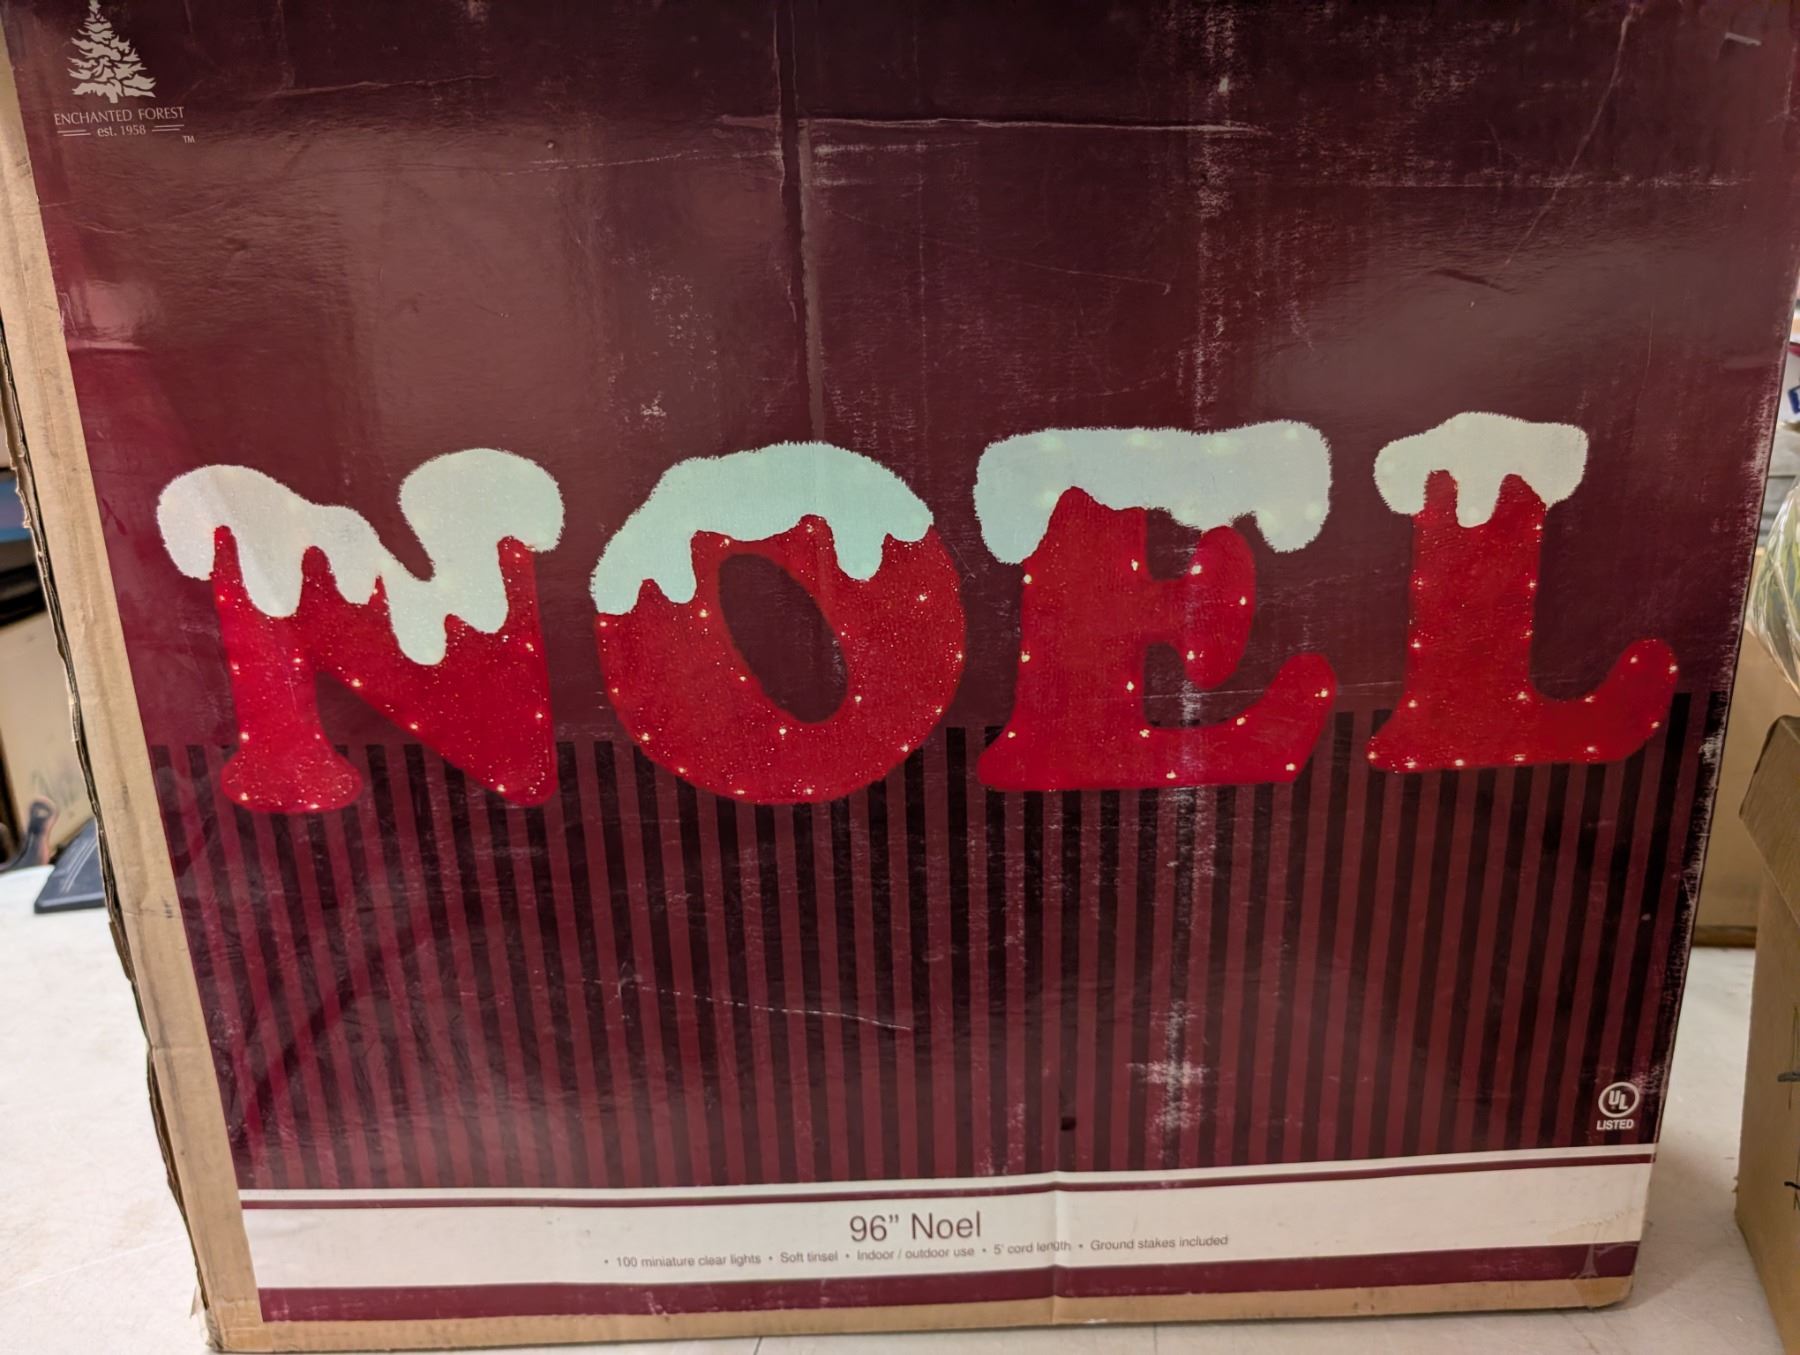 ENCHANTED FOREST
est. 1958
TM
NOEL
UL
LISTED
96” Noel
• 100 miniature clear lights • Soft tinsel • Indoor / outdoor use • 5' cord length • Ground stakes included